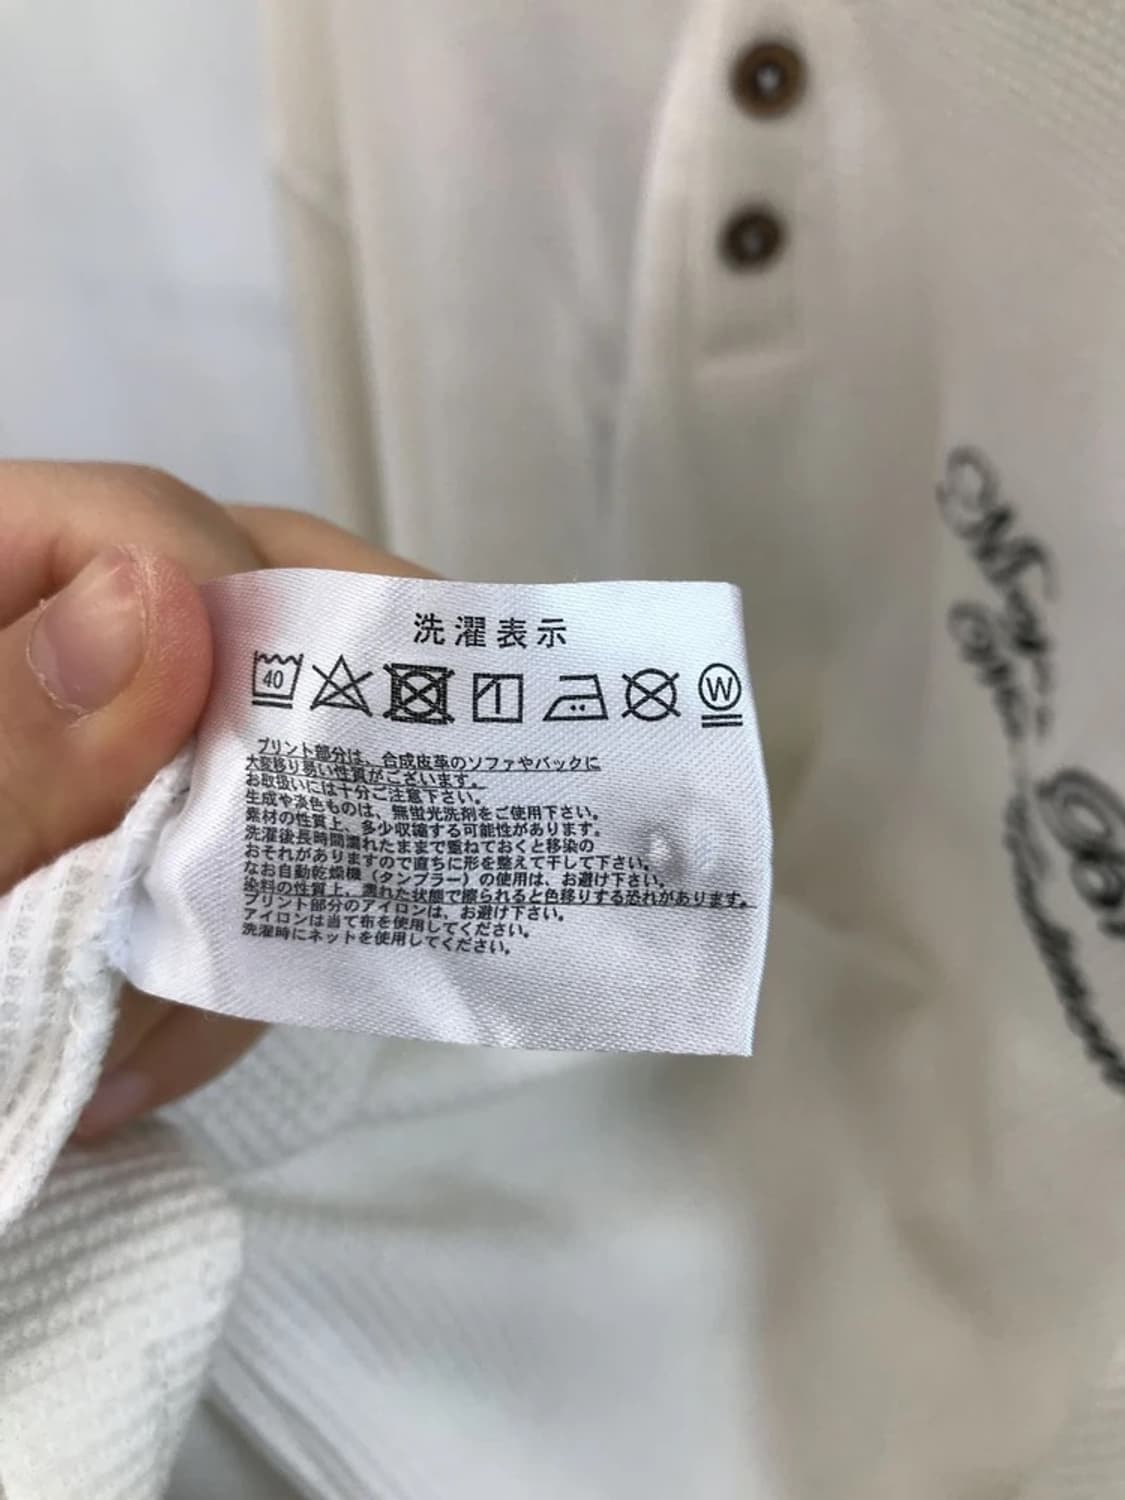 洗濯表示
40
W
プリント部分は、合成皮革のソファやバックに
大変移り易い性質がございます。
お取扱いには十分ご注意下さい。
生成や淡色ものは、無蛍光洗剤をご使用下さい。
素材の性質上、多少収縮する可能性があります。
洗濯後長時間濡れたままで重ねておくと移染の
おそれがありますので直ちに形を整えて干して下さい。
なお自動乾燥機（タンブラー）の使用は、お避け下さい。
染料の性質上、濡れた状態で擦られると色移りする恐れがあります。
プリント部分のアイロンは、お避け下さい。
アイロンは当て布を使用してください。
洗濯時にネットを使用してください。